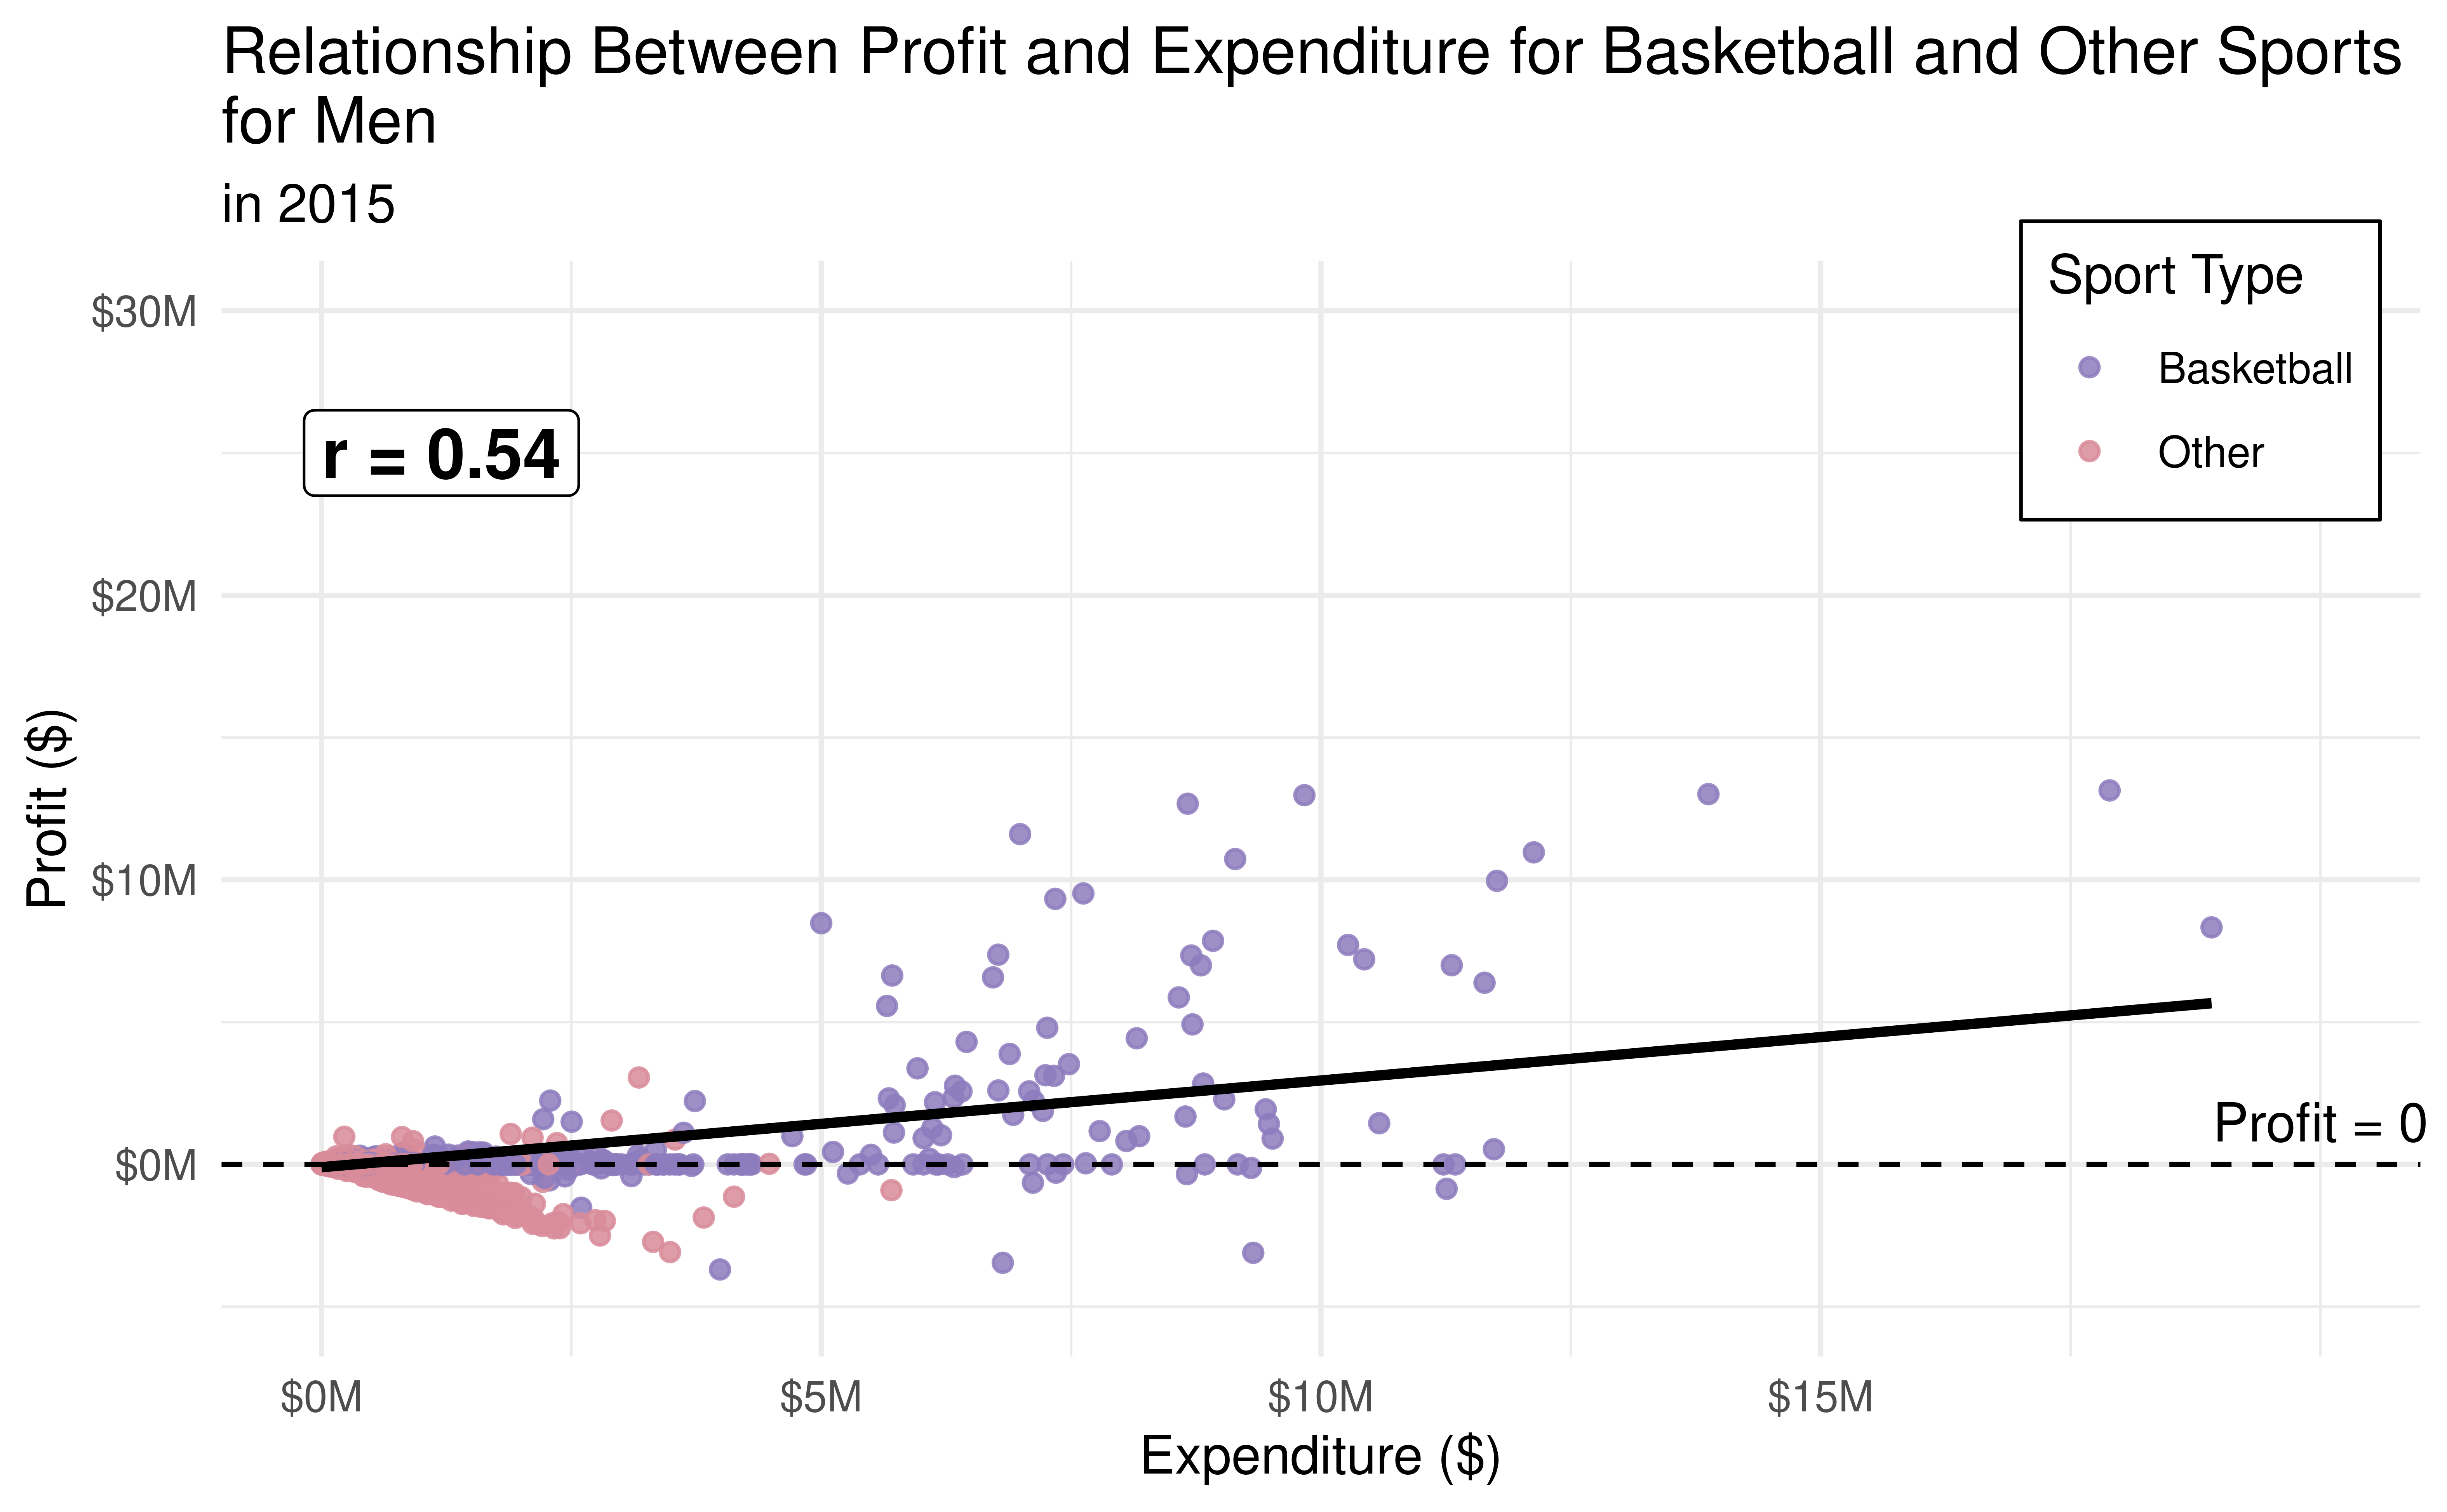 Relationship Between Profit and Expenditure for Basketball and Other Sports
for Men
in 2015
Sport Type
Basketball
Other
r = 0.54
Profit ($)
$30M
$20M
$10M
$0M
Profit = 0
$0M
$5M
$10M
$15M
Expenditure ($)